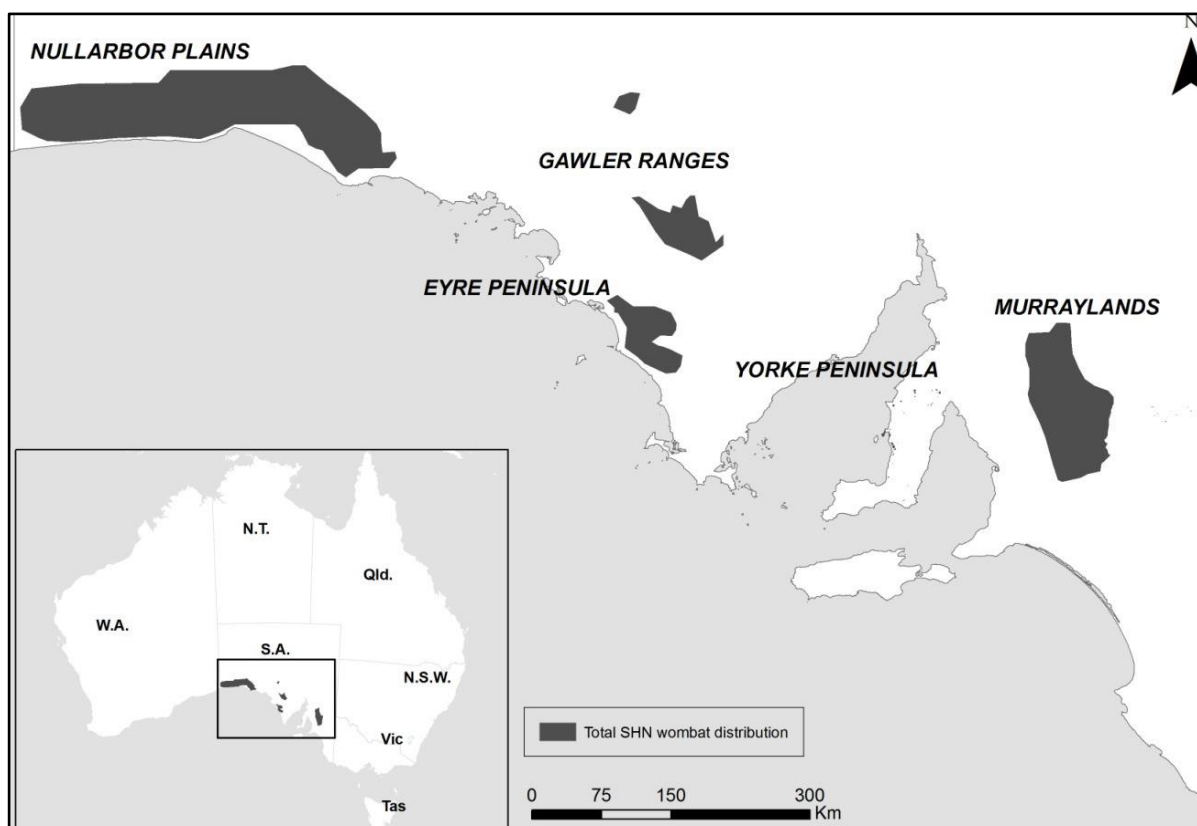 N
NULLARBOR PLAINS
GAWLER RANGES
EYRE PENINSULA
MURRAYLANDS
YORKE PENINSULA
N.T.
Qld.
W.A.
S.A.
N.S.W.
Vic
Tas
Total SHN wombat distribution
0 75 150 300
Km